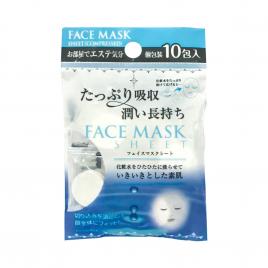 FACE MASK
SHEET (COMPRESSED)
お部屋でエステ気分
個包装 10包入
たっぷり吸収
潤い長持ち
FACE MASK
SHEET
フェイスマスクシート
化粧水をひたひたに浸らせて
いきいきとした素肌